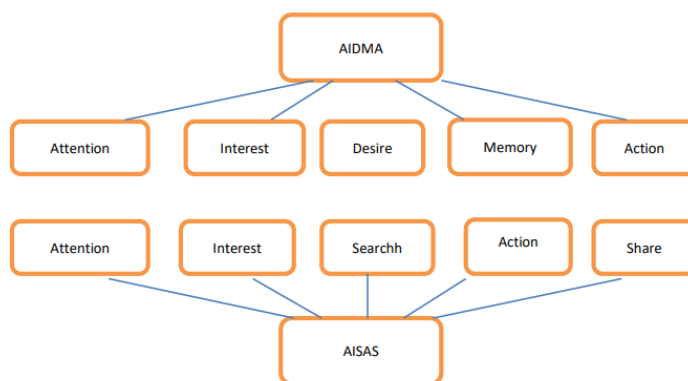 AIDMA
Attention Interest Desire Memory Action
Attention Interest Searchh Action Share
AISAS